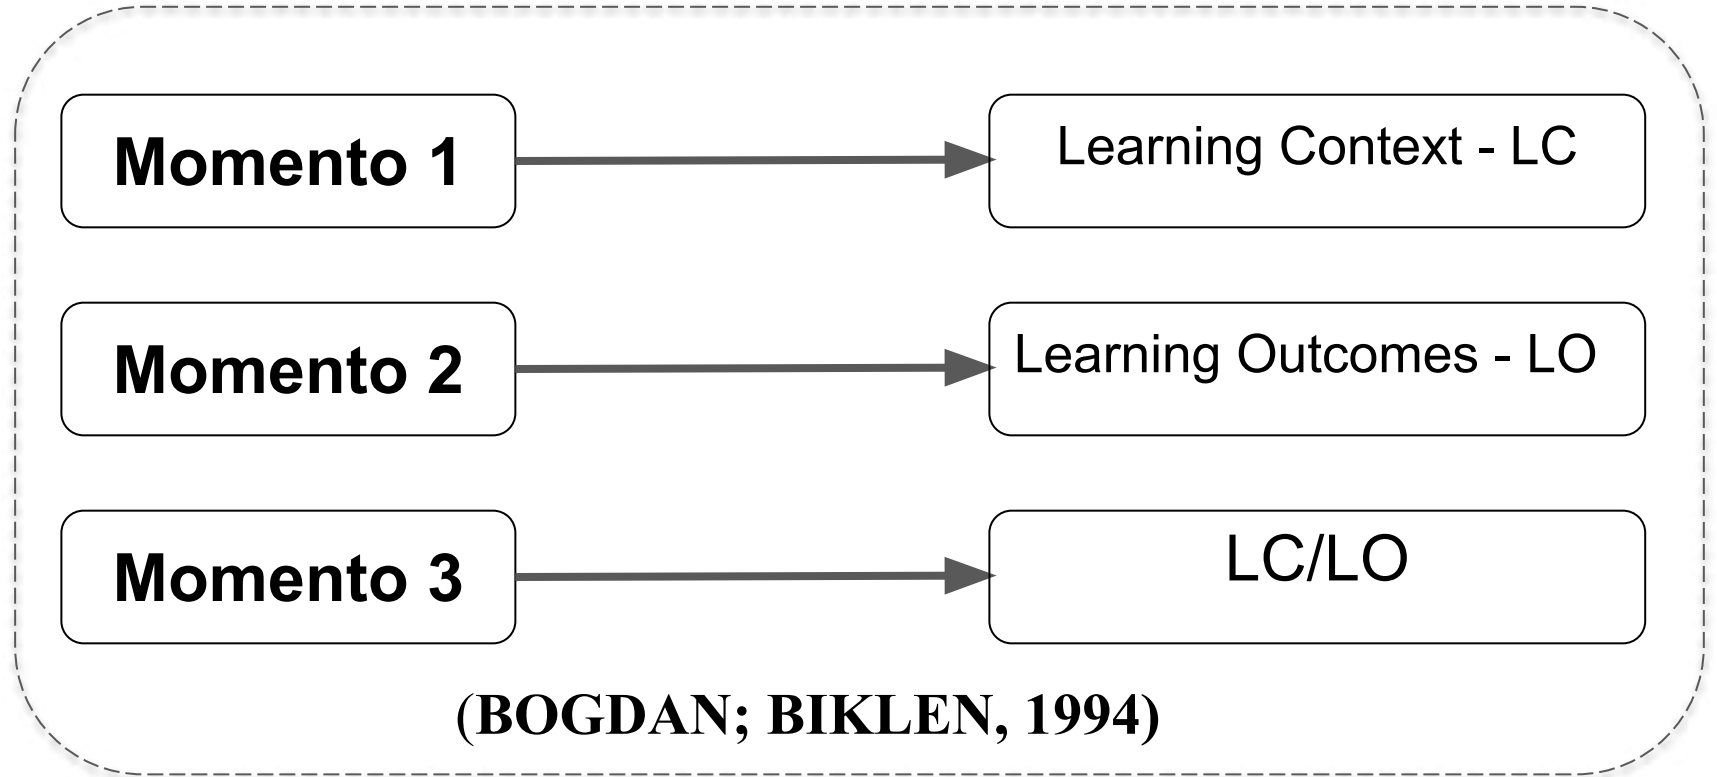 Momento 1
Learning Context - LC
Momento 2
Learning Outcomes - LO
Momento 3
LC/LO
(BOGDAN; BIKLEN, 1994)